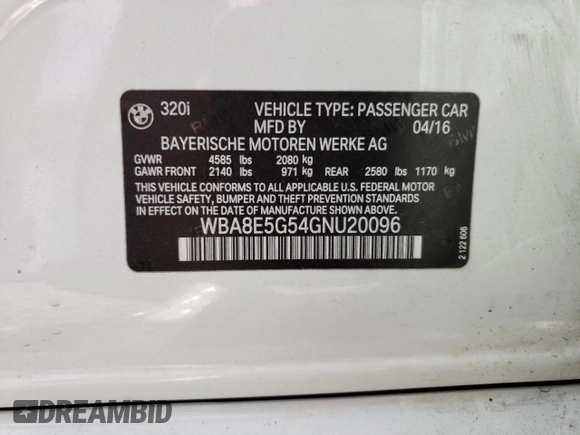 320i VEHICLE TYPE: PASSENGER CAR
MFD BY 04/16
BAYERISCHE MOTOREN WERKE AG
GVWR 4585 lbs 2080 kg
GAWR FRONT 2140 lbs 971 kg REAR 2580 lbs 1170 kg
THIS VEHICLE CONFORMS TO ALL APPLICABLE U.S. FEDERAL MOTOR
VEHICLE SAFETY, BUMPER AND THEFT PREVENTION STANDARDS
IN EFFECT ON THE DATE OF MANUFACTURE SHOWN ABOVE.
WBA8E5G54GNU20096
2 122 606
DREAMBID